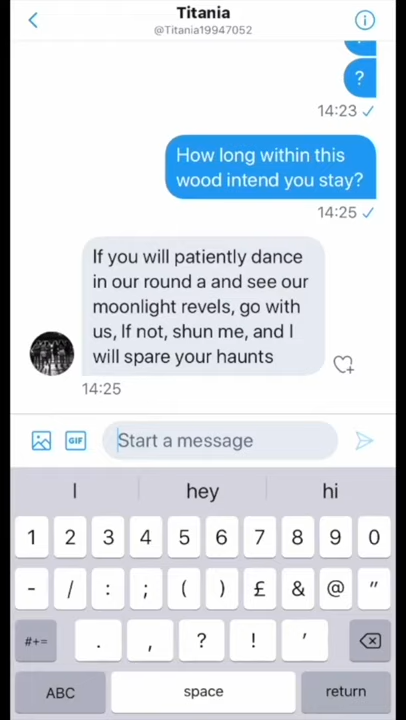 Titania
@Titania19947052
?
14:23 ✓
How long within this
wood intend you stay?
14:25 ✓
If you will patiently dance
in our round a and see our
moonlight revels, go with
us, If not, shun me, and I
will spare your haunts
14:25
GIF
Start a message
I
hey
hi
1 2 3 4 5 6 7 8 9 0
- / : ; ( ) £ & @ "
#+= . , ? ! '
ABC space return